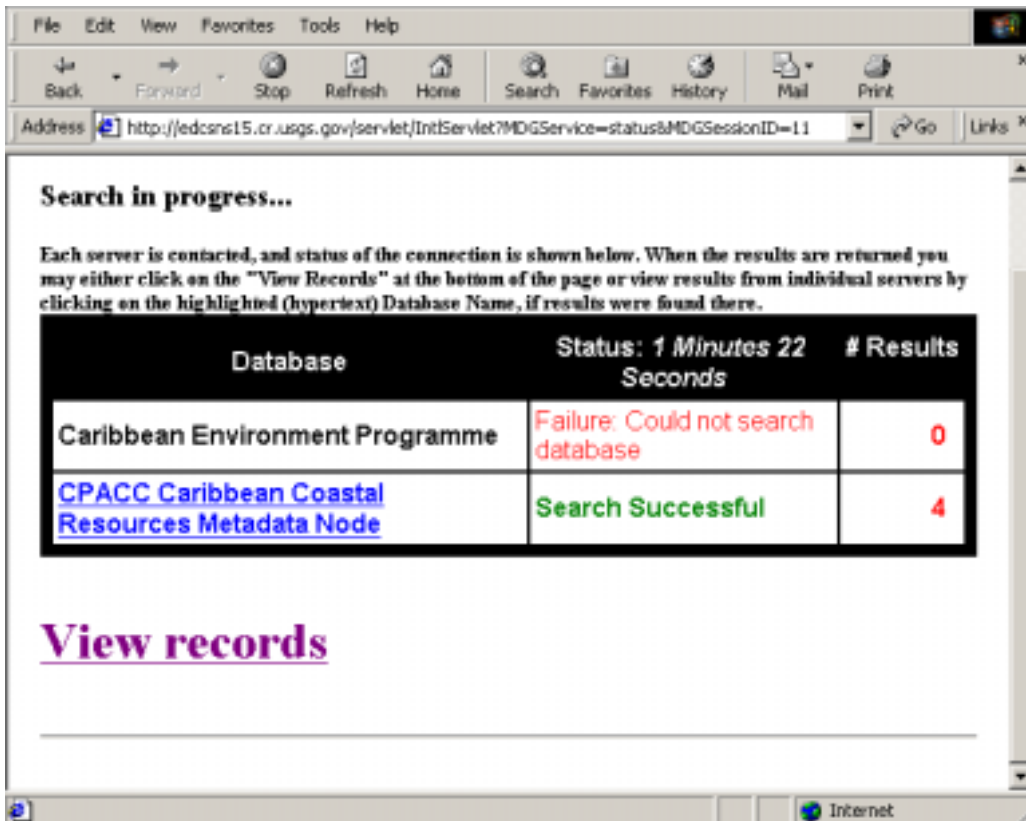 File Edit View Favorites Tools Help
Back Forward Stop Refresh Home Search Favorites History Mail Print
Address http://edcsns15.cr.usgs.gov/servlet/IntlServlet?MDGService=status&MDGSessionID=11 Go Links
Search in progress...
Each server is contacted, and status of the connection is shown below. When the results are returned you
may either click on the "View Records" at the bottom of the page or view results from individual servers by
clicking on the highlighted (hypertext) Database Name, if results were found there.
Database Status: 1 Minutes 22 # Results
Seconds
Caribbean Environment Programme Failure: Could not search 0
database
CPACC Caribbean Coastal Search Successful 4
Resources Metadata Node
View records
Internet